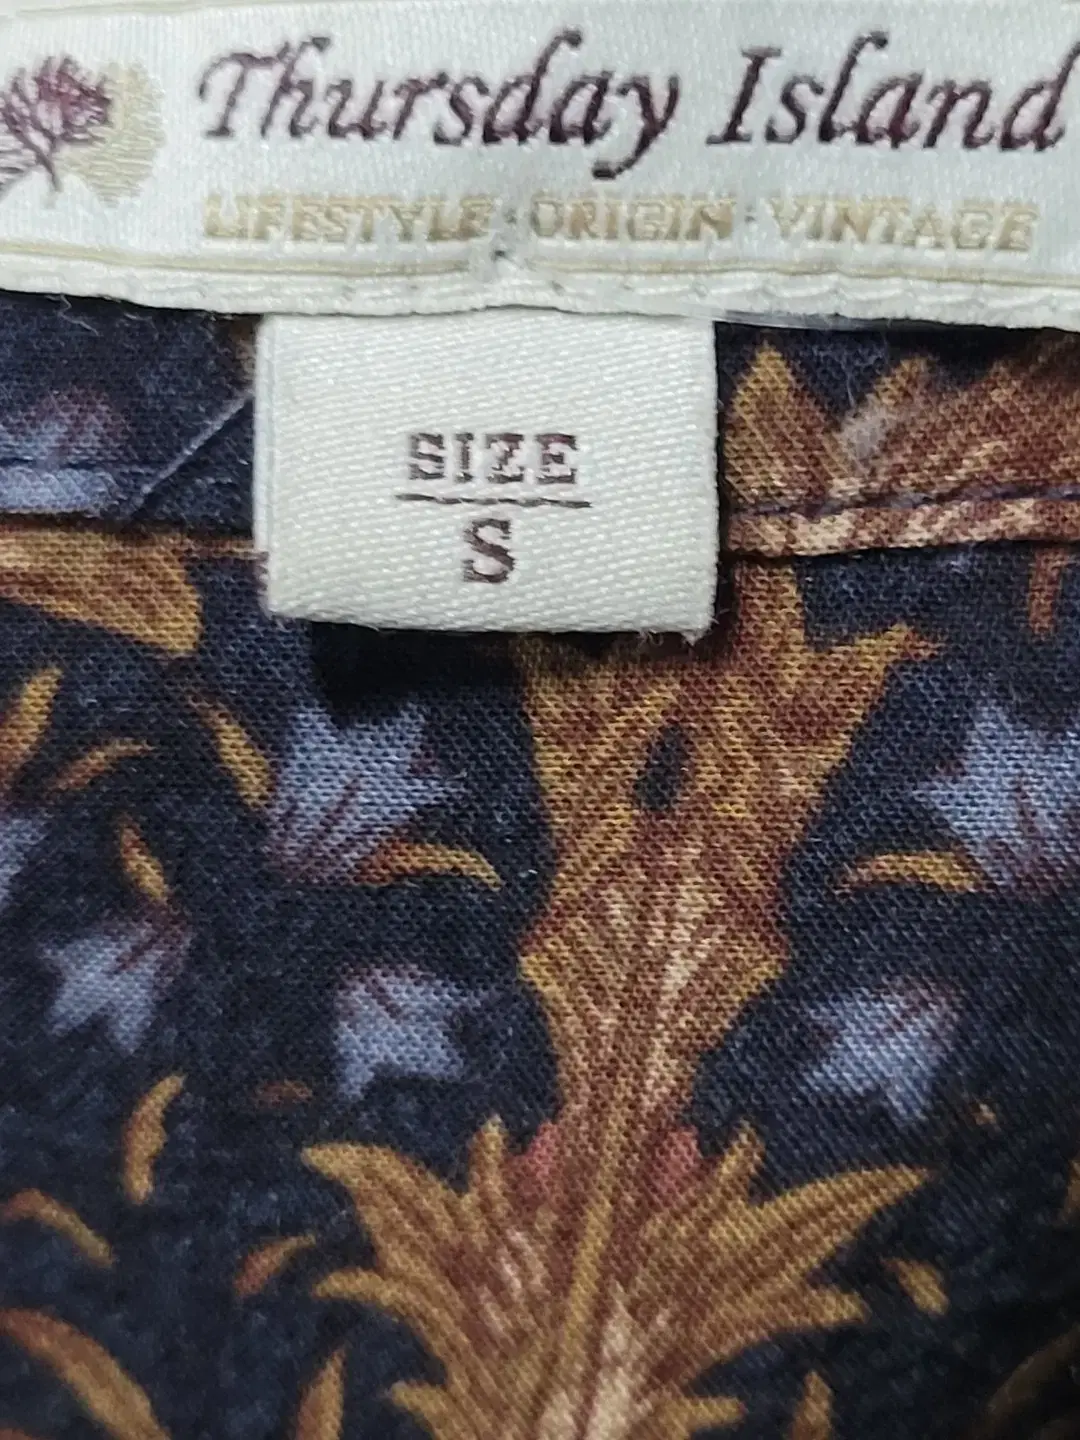 Thursday Island
LIFESTYLE · ORIGIN · VINTAGE
SIZE
S